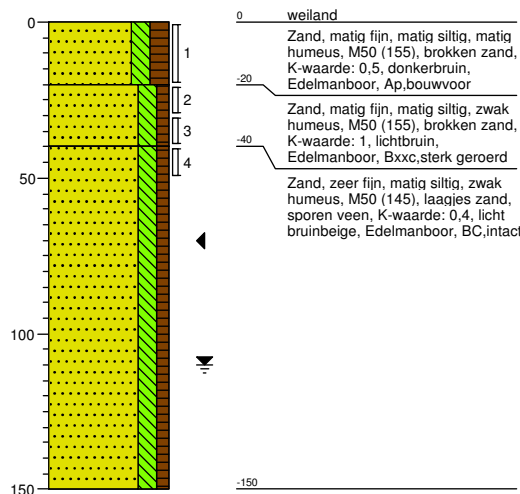 0
50
100
150
1
2
3
4
0 weiland
Zand, matig fijn, matig siltig, matig
humeus, M50 (155), brokken zand,
K-waarde: 0,5, donkerbruin,
Edelmanboor, Ap,bouwvoor
-20
Zand, matig fijn, matig siltig, zwak
humeus, M50 (155), brokken zand,
K-waarde: 1, lichtbruin,
Edelmanboor, Bxxc,sterk geroerd
-40
Zand, zeer fijn, matig siltig, zwak
humeus, M50 (145), laagjes zand,
sporen veen, K-waarde: 0,4, licht
bruinbeige, Edelmanboor, BC,intact
-150